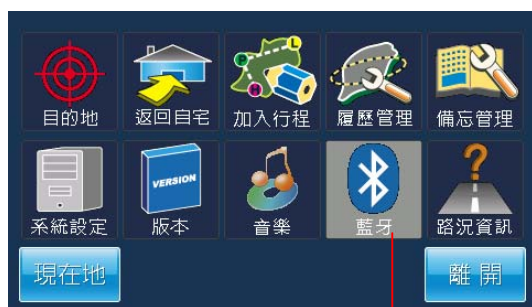 目的地
返回自宅
加入行程
履歷管理
備忘管理
系統設定
VERSION
版本
音樂
藍牙
路況資訊
現在地
離開